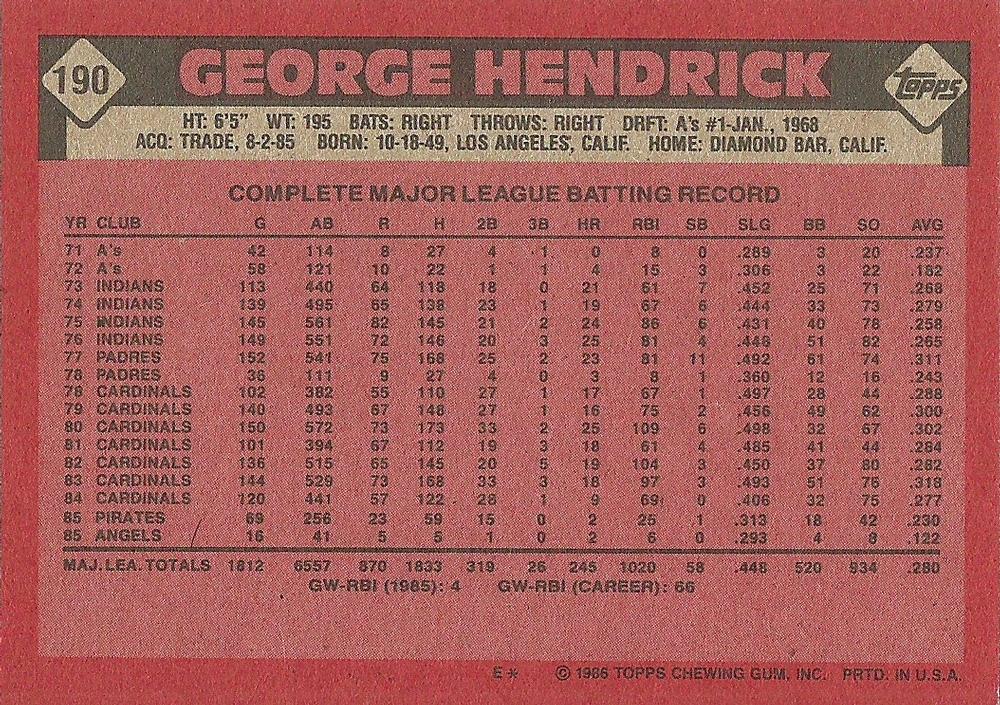 190 GEORGE HENDRICK topps
HT: 6'5" WT: 195 BATS: RIGHT THROWS: RIGHT DRFT: A's #1-JAN., 1968
ACQ: TRADE, 8-2-85 BORN: 10-18-49, LOS ANGELES, CALIF. HOME: DIAMOND BAR, CALIF.
COMPLETE MAJOR LEAGUE BATTING RECORD
YR CLUB G AB R H 2B 3B HR RBI SB SLG BB SO AVG
71 A's 42 114 8 27 4 1 0 8 0 .289 3 20 .237
72 A's 58 121 10 22 1 1 4 15 3 .306 3 22 .182
73 INDIANS 113 440 64 118 18 0 21 61 7 .452 25 71 .268
74 INDIANS 139 495 65 138 23 1 19 67 6 .444 33 73 .279
75 INDIANS 145 561 82 145 21 2 24 86 6 .431 40 78 .258
76 INDIANS 149 551 72 146 20 3 25 81 4 .448 51 82 .265
77 PADRES 152 541 75 168 25 2 23 81 11 .492 61 74 .311
78 PADRES 36 111 9 27 4 0 3 8 1 .360 12 16 .243
78 CARDINALS 102 382 55 110 27 1 17 67 1 .497 28 44 .288
79 CARDINALS 140 493 67 148 27 1 16 75 2 .456 49 62 .300
80 CARDINALS 150 572 73 173 33 2 25 109 6 .498 32 67 .302
81 CARDINALS 101 394 67 112 19 3 18 61 4 .485 41 44 .284
82 CARDINALS 136 515 65 145 20 5 19 104 3 .450 37 80 .282
83 CARDINALS 144 529 73 168 33 3 18 97 3 .493 51 76 .318
84 CARDINALS 120 441 57 122 28 1 9 69 0 .406 32 75 .277
85 PIRATES 69 256 23 59 15 0 2 25 1 .313 18 42 .230
85 ANGELS 16 41 5 5 1 0 2 6 0 .293 4 8 .122
MAJ. LEA. TOTALS 1812 6557 870 1833 319 26 245 1020 58 .448 520 934 .280
GW-RBI (1985): 4 GW-RBI (CAREER): 66
E * © 1986 TOPPS CHEWING GUM, INC. PRTD. IN U.S.A.